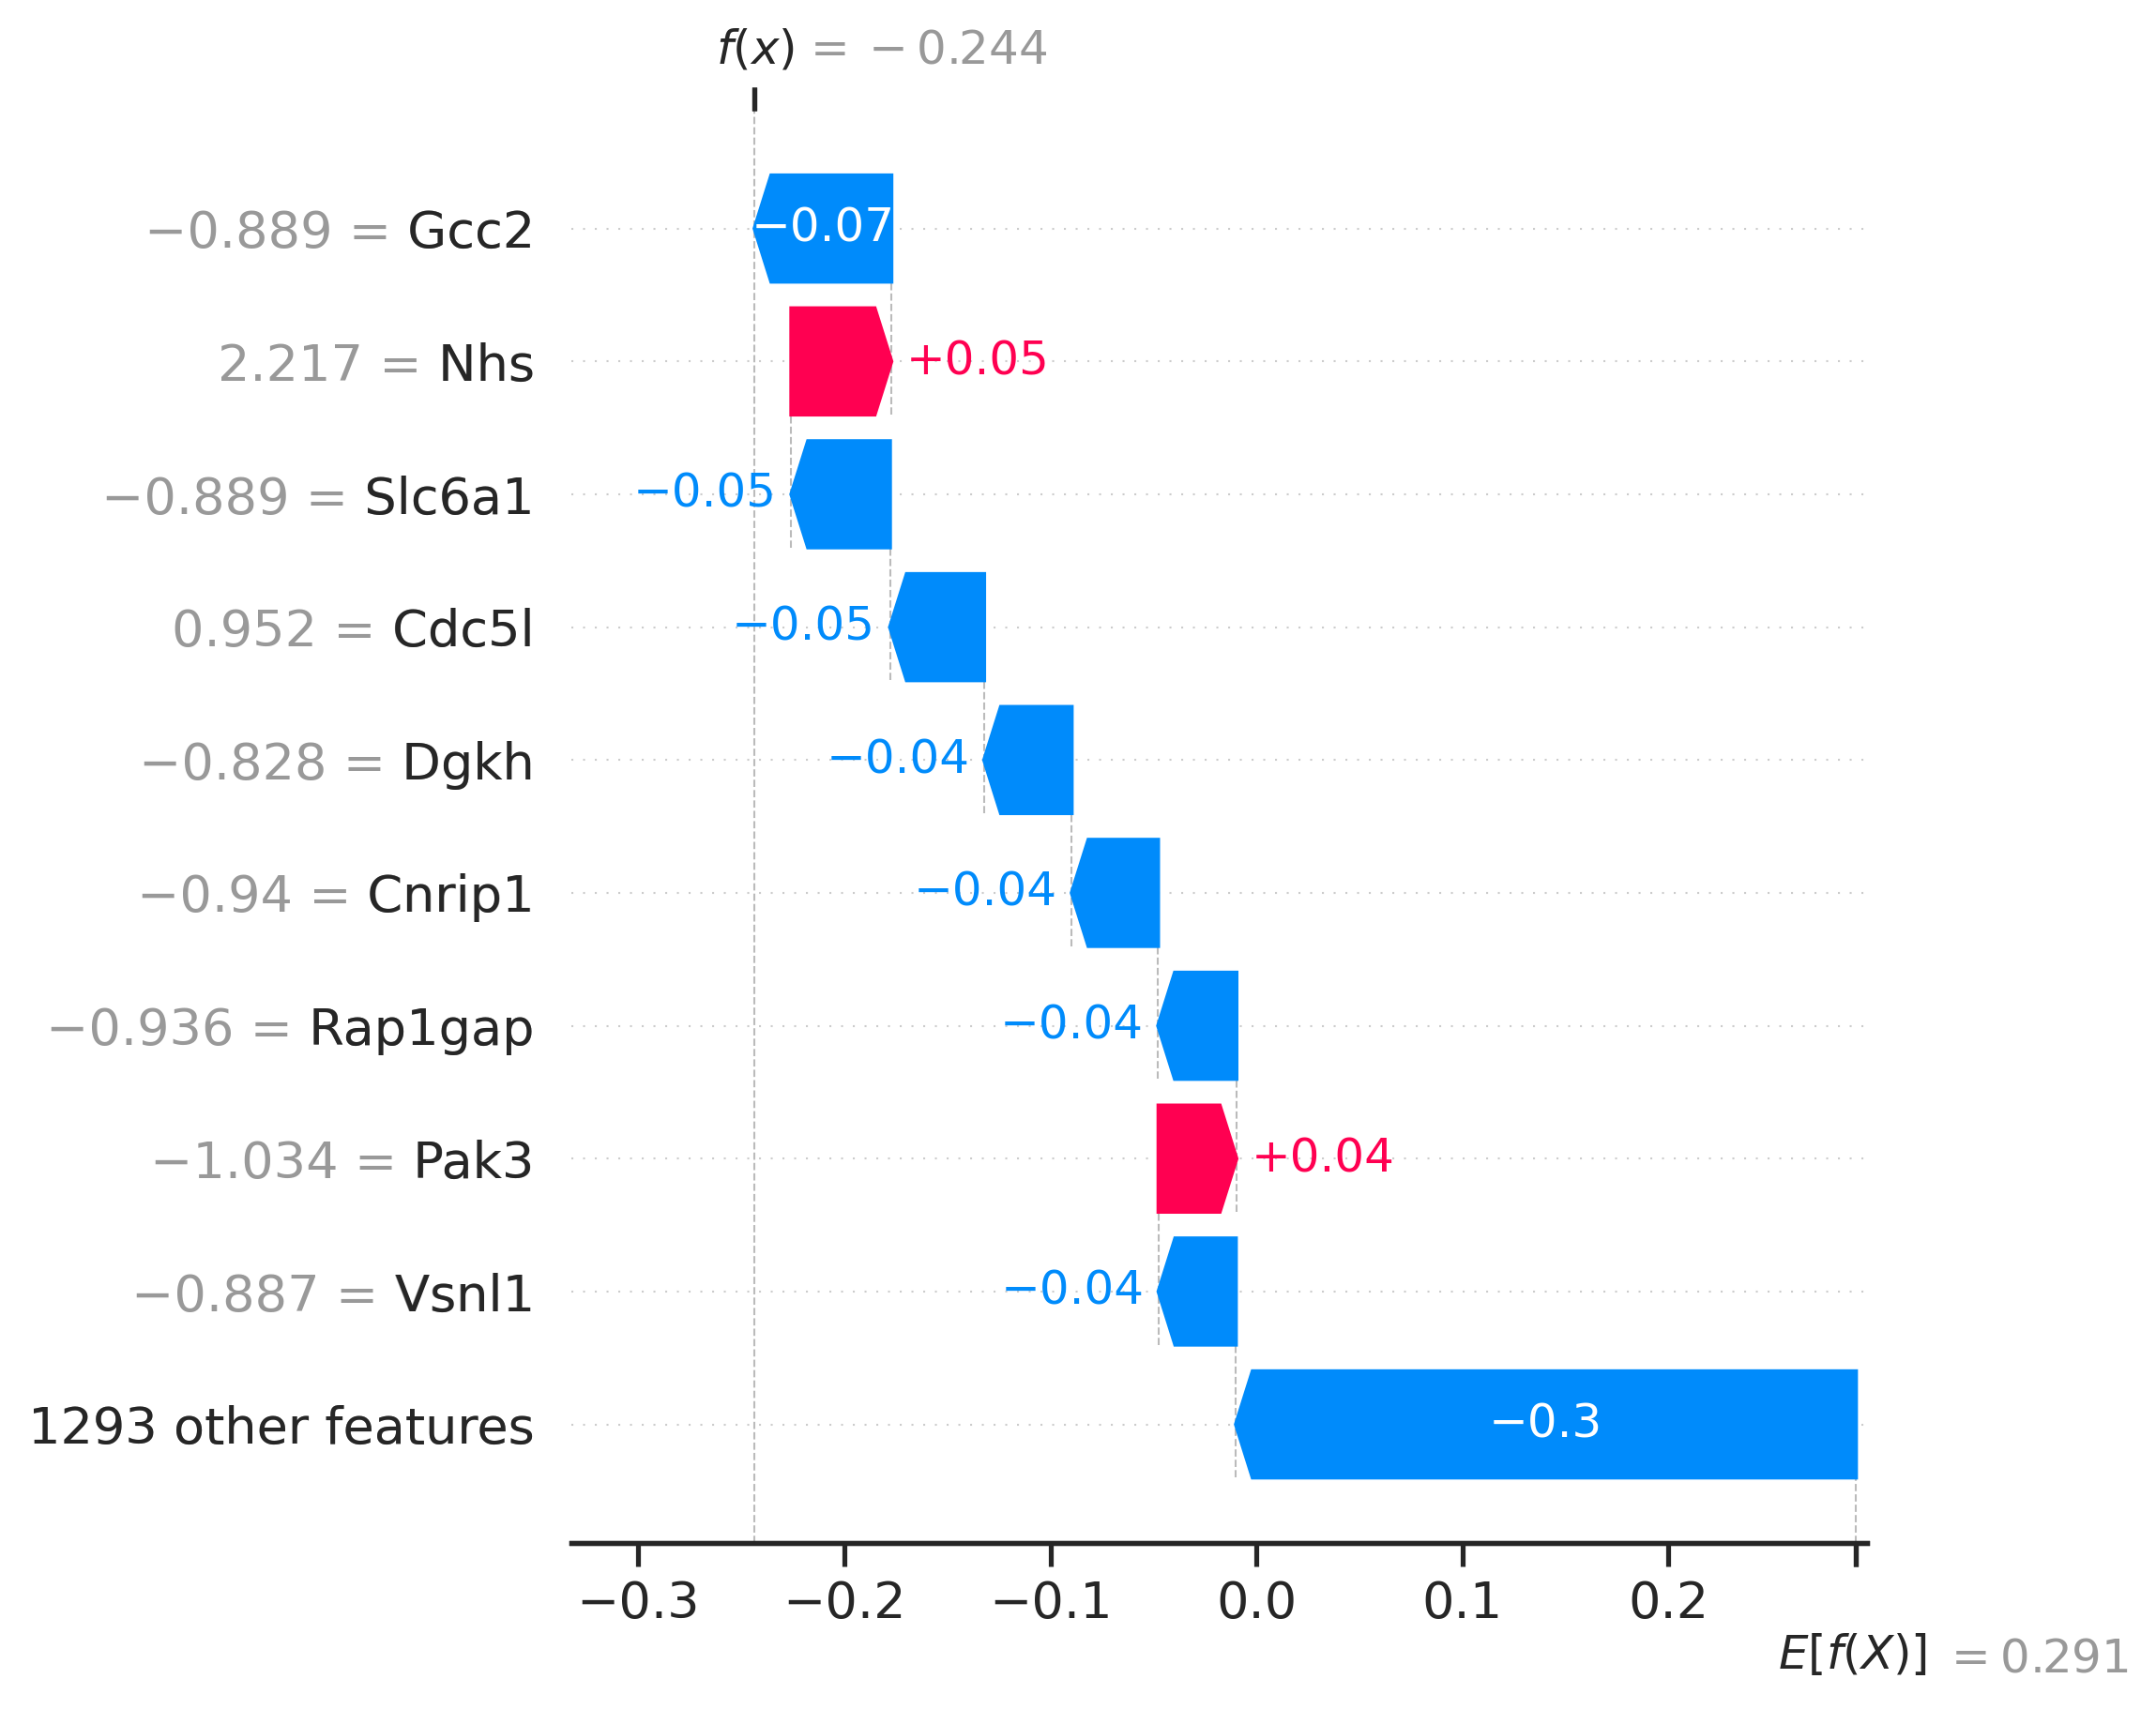 f(x) = −0.244
−0.889 = Gcc2
−0.07
2.217 = Nhs
+0.05
−0.889 = Slc6a1
−0.05
0.952 = Cdc5l
−0.05
−0.828 = Dgkh
−0.04
−0.94 = Cnrip1
−0.04
−0.936 = Rap1gap
−0.04
−1.034 = Pak3
+0.04
−0.887 = Vsnl1
−0.04
1293 other features
−0.3
−0.3 −0.2 −0.1 0.0 0.1 0.2
E[f(X)] = 0.291